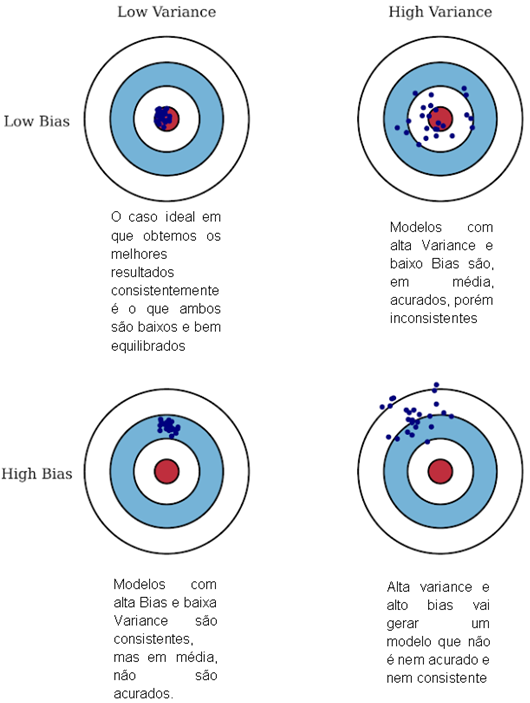 Low Variance
High Variance
Low Bias
O caso ideal em
que obtemos os
melhores
resultados
consistentemente
é o que ambos
são baixos e bem
equilibrados
Modelos com
alta Variance e
baixo Bias são,
em média,
acurados, porém
inconsistentes
High Bias
Modelos com
alta Bias e baixa
Variance são
consistentes,
mas em média,
não são
acurados.
Alta variance e
alto bias vai
gerar um
modelo que não
é nem acurado e
nem consistente